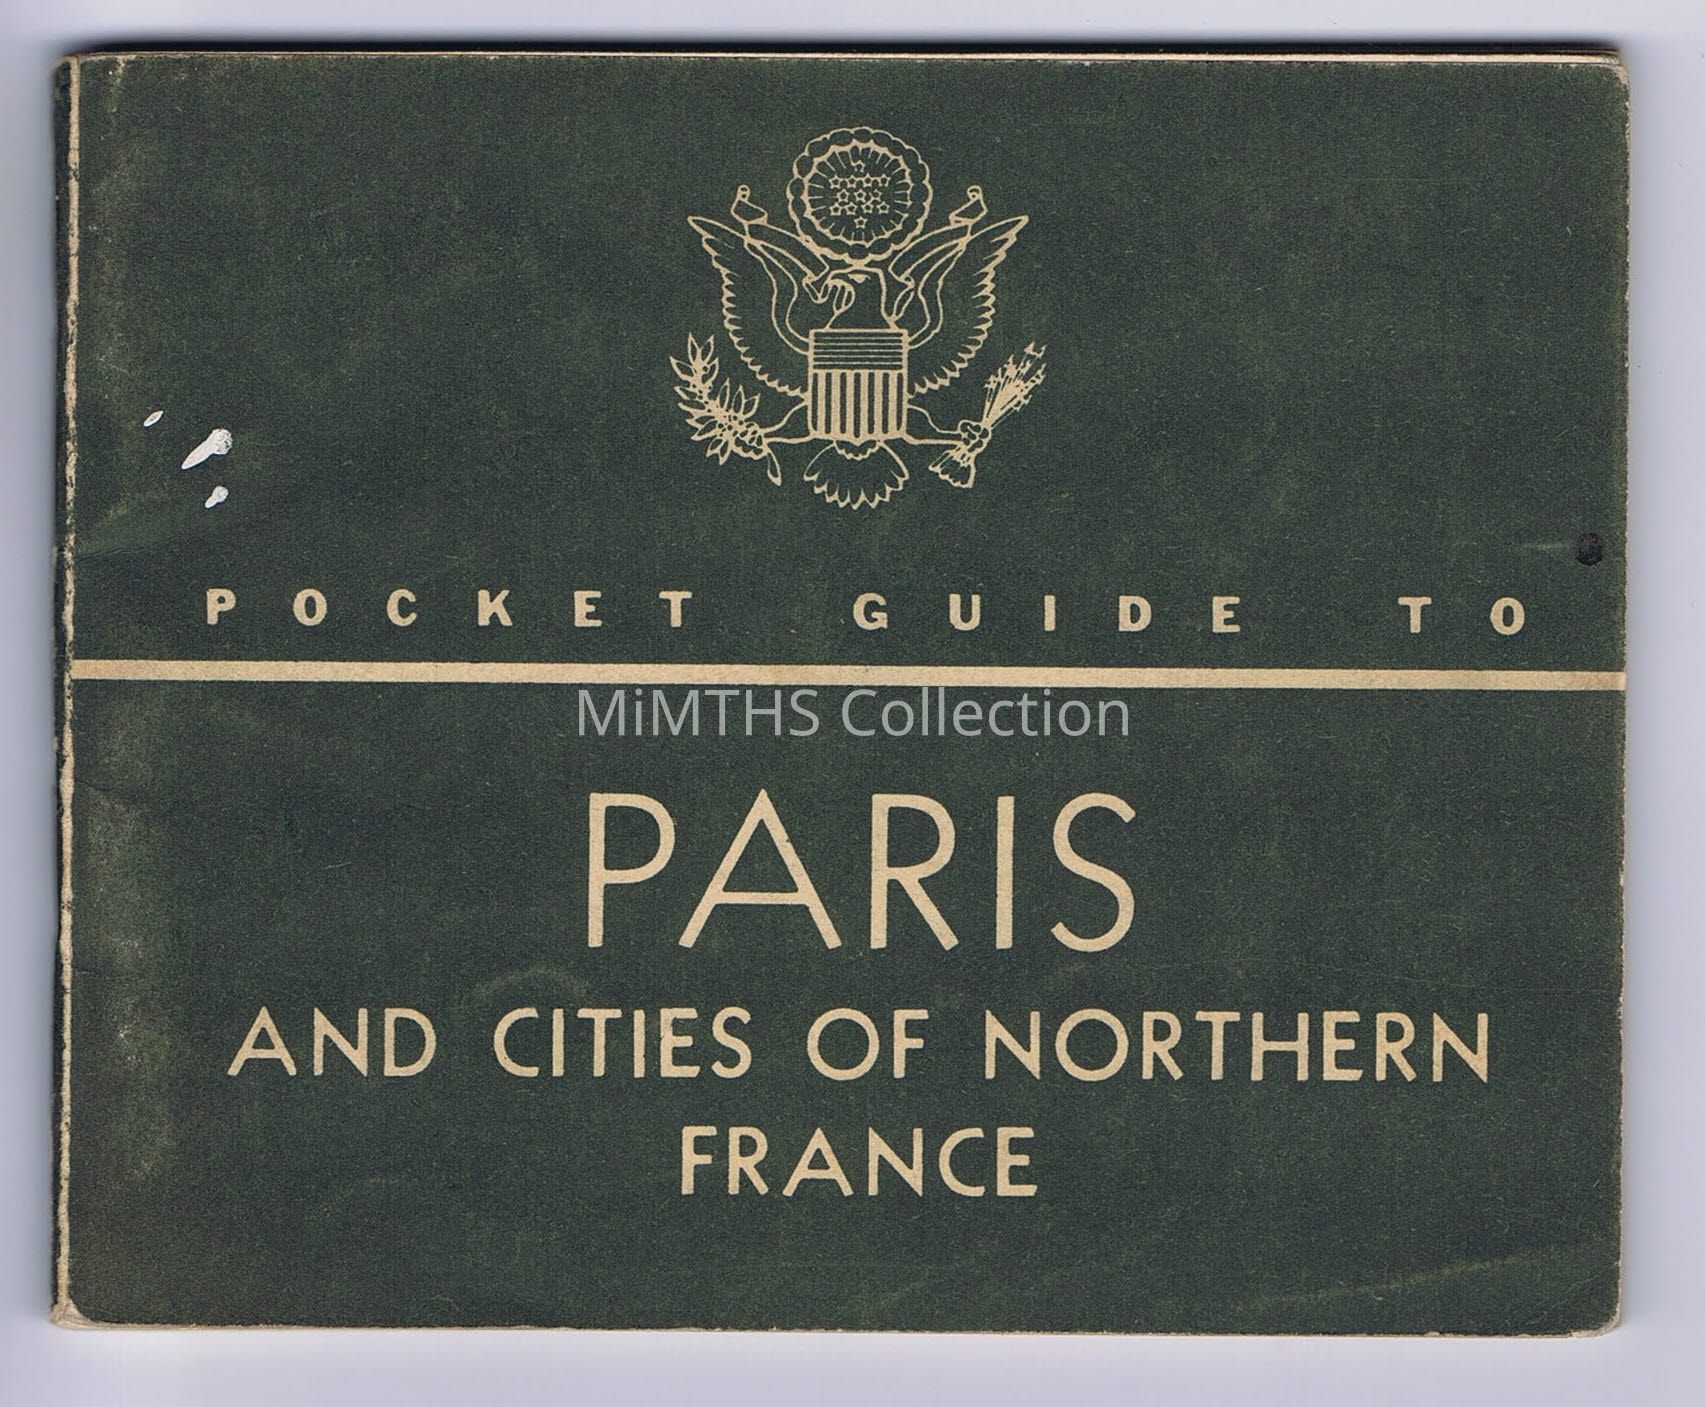 POCKET GUIDE TO
MiMTHS Collection
PARIS
AND CITIES OF NORTHERN
FRANCE